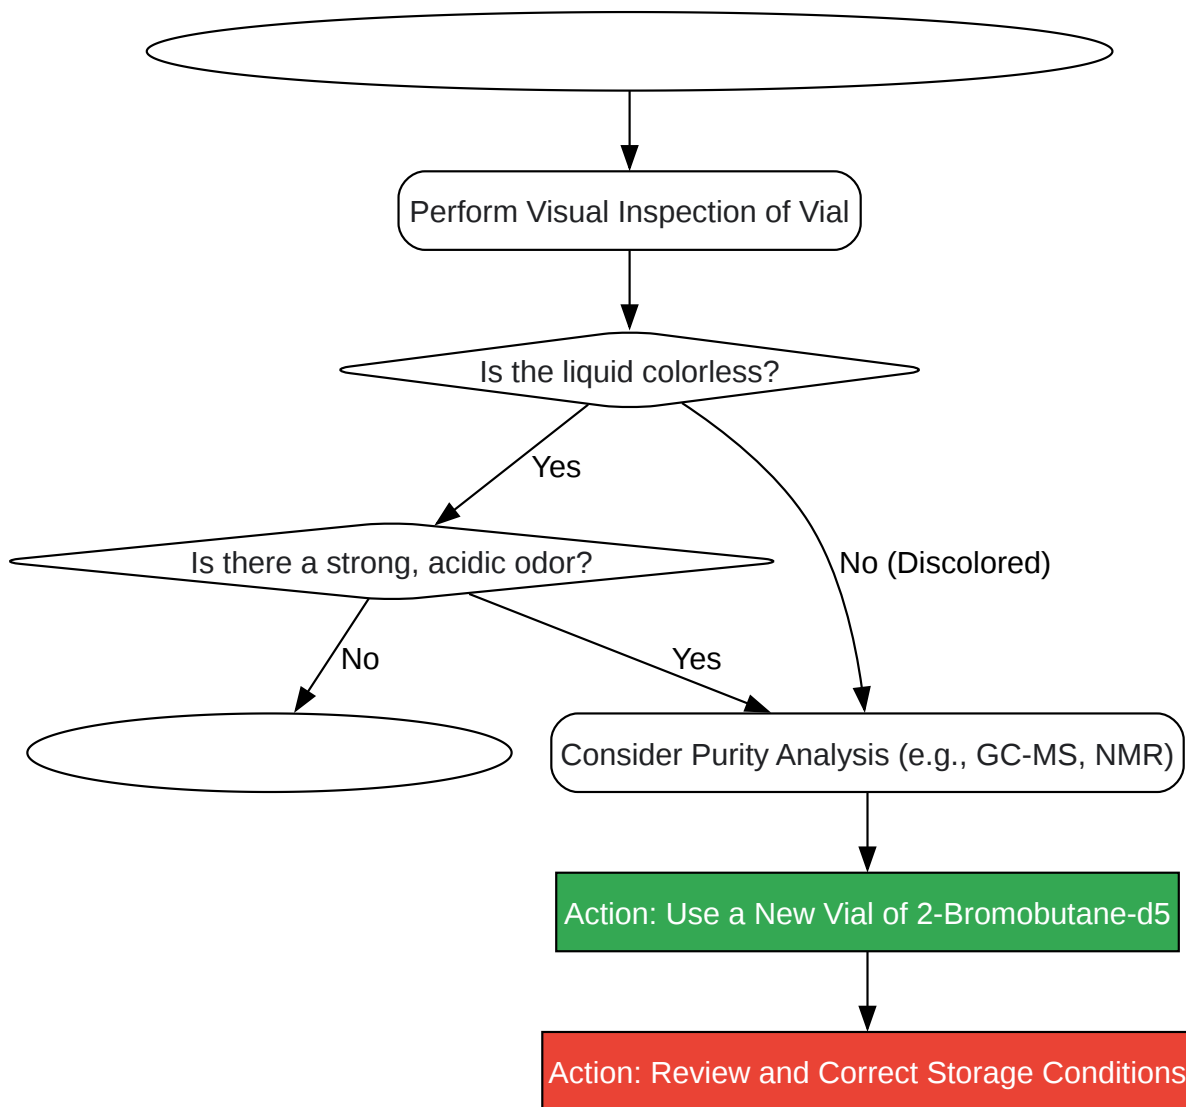 Perform Visual Inspection of Vial
Is the liquid colorless?
Yes
Is there a strong, acidic odor?
No (Discolored)
No
Yes
Consider Purity Analysis (e.g., GC-MS, NMR)
Action: Use a New Vial of 2-Bromobutane-d5
Action: Review and Correct Storage Conditions